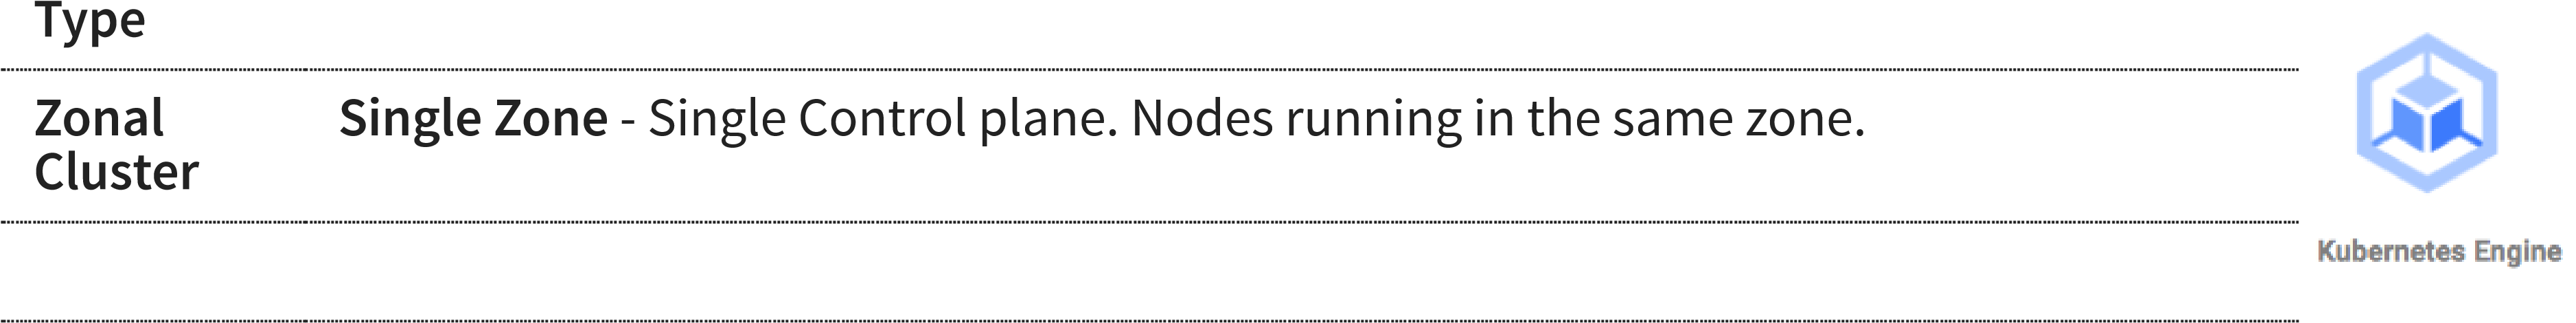 Type
Zonal
Cluster
Single Zone - Single Control plane. Nodes running in the same zone.
Kubernetes Engine